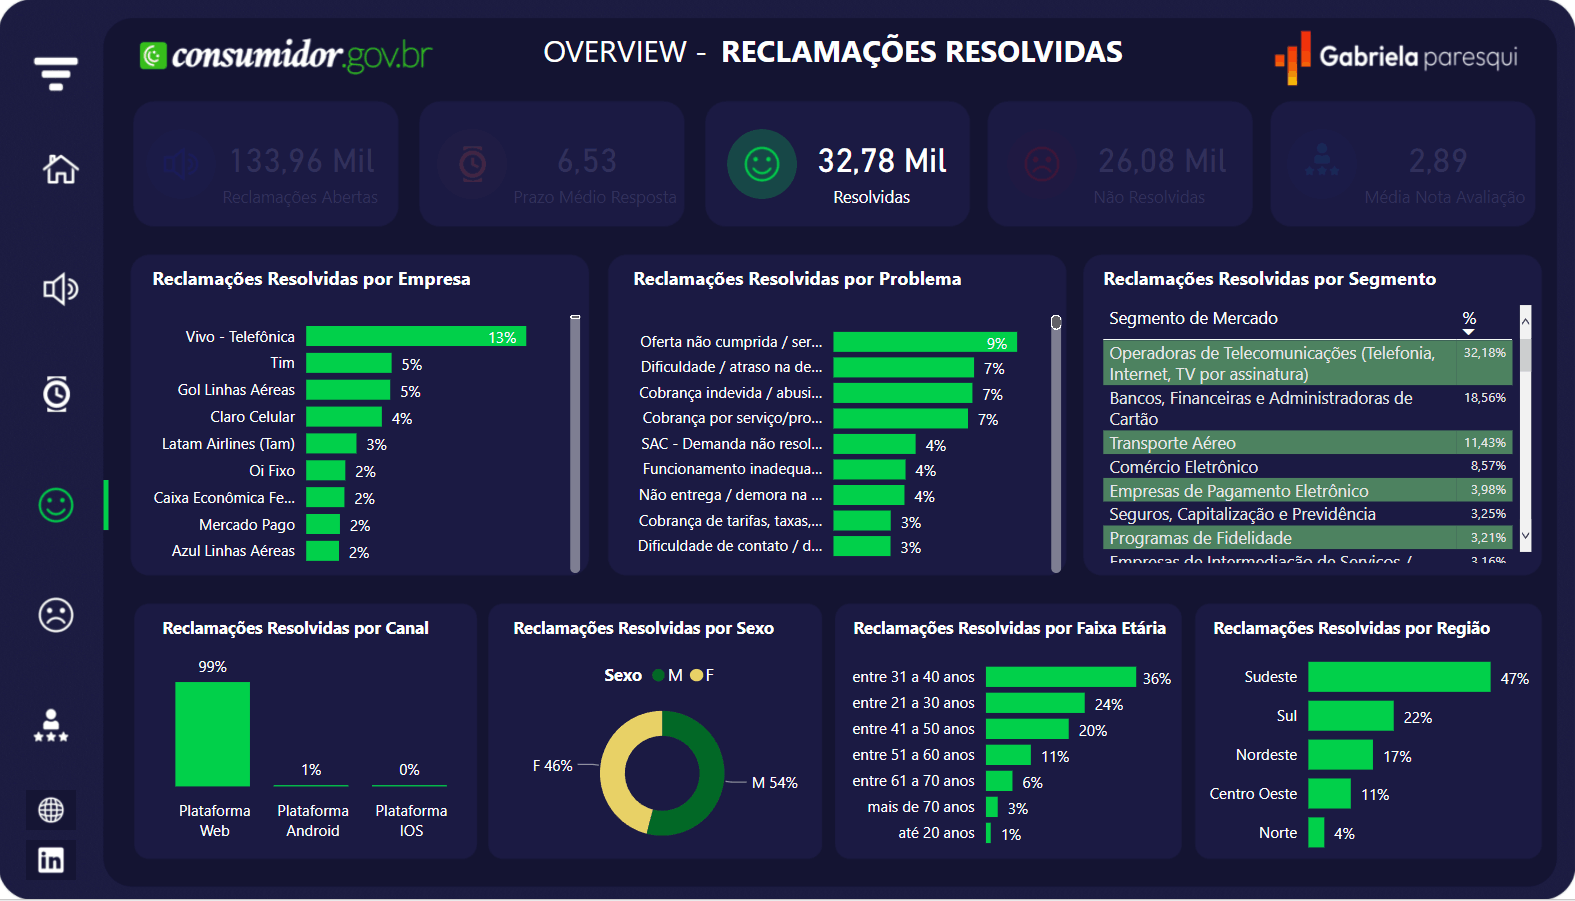 consumidor.gov.br
OVERVIEW - RECLAMAÇÕES RESOLVIDAS
Gabriela paresqui
133,96 Mil
Reclamações Abertas
6,53
Prazo Médio Resposta
32,78 Mil
Resolvidas
26,08 Mil
Não Resolvidas
2,89
Média Nota Avaliação
Reclamações Resolvidas por Empresa
Vivo - Telefônica 13%
Tim 5%
Gol Linhas Aéreas 5%
Claro Celular 4%
Latam Airlines (Tam) 3%
Oi Fixo 2%
Caixa Econômica Fe... 2%
Mercado Pago 2%
Azul Linhas Aéreas 2%
Reclamações Resolvidas por Problema
Oferta não cumprida / ser... 9%
Dificuldade / atraso na de... 7%
Cobrança indevida / abusi... 7%
Cobrança por serviço/pro... 7%
SAC - Demanda não resol... 4%
Funcionamento inadequa... 4%
Não entrega / demora na ... 4%
Cobrança de tarifas, taxas,... 3%
Dificuldade de contato / d... 3%
Reclamações Resolvidas por Segmento
Segmento de Mercado %
Operadoras de Telecomunicações (Telefonia, 32,18%
Internet, TV por assinatura)
Bancos, Financeiras e Administradoras de 18,56%
Cartão
Transporte Aéreo 11,43%
Comércio Eletrônico 8,57%
Empresas de Pagamento Eletrônico 3,98%
Seguros, Capitalização e Previdência 3,25%
Programas de Fidelidade 3,21%
Empresas de Intermediação de Serviços / 3,16%
Reclamações Resolvidas por Canal
99%
1%
0%
Plataforma
Web
Plataforma
Android
Plataforma
IOS
Reclamações Resolvidas por Sexo
Sexo M F
F 46%
M 54%
Reclamações Resolvidas por Faixa Etária
entre 31 a 40 anos 36%
entre 21 a 30 anos 24%
entre 41 a 50 anos 20%
entre 51 a 60 anos 11%
entre 61 a 70 anos 6%
mais de 70 anos 3%
até 20 anos 1%
Reclamações Resolvidas por Região
Sudeste 47%
Sul 22%
Nordeste 17%
Centro Oeste 11%
Norte 4%
in